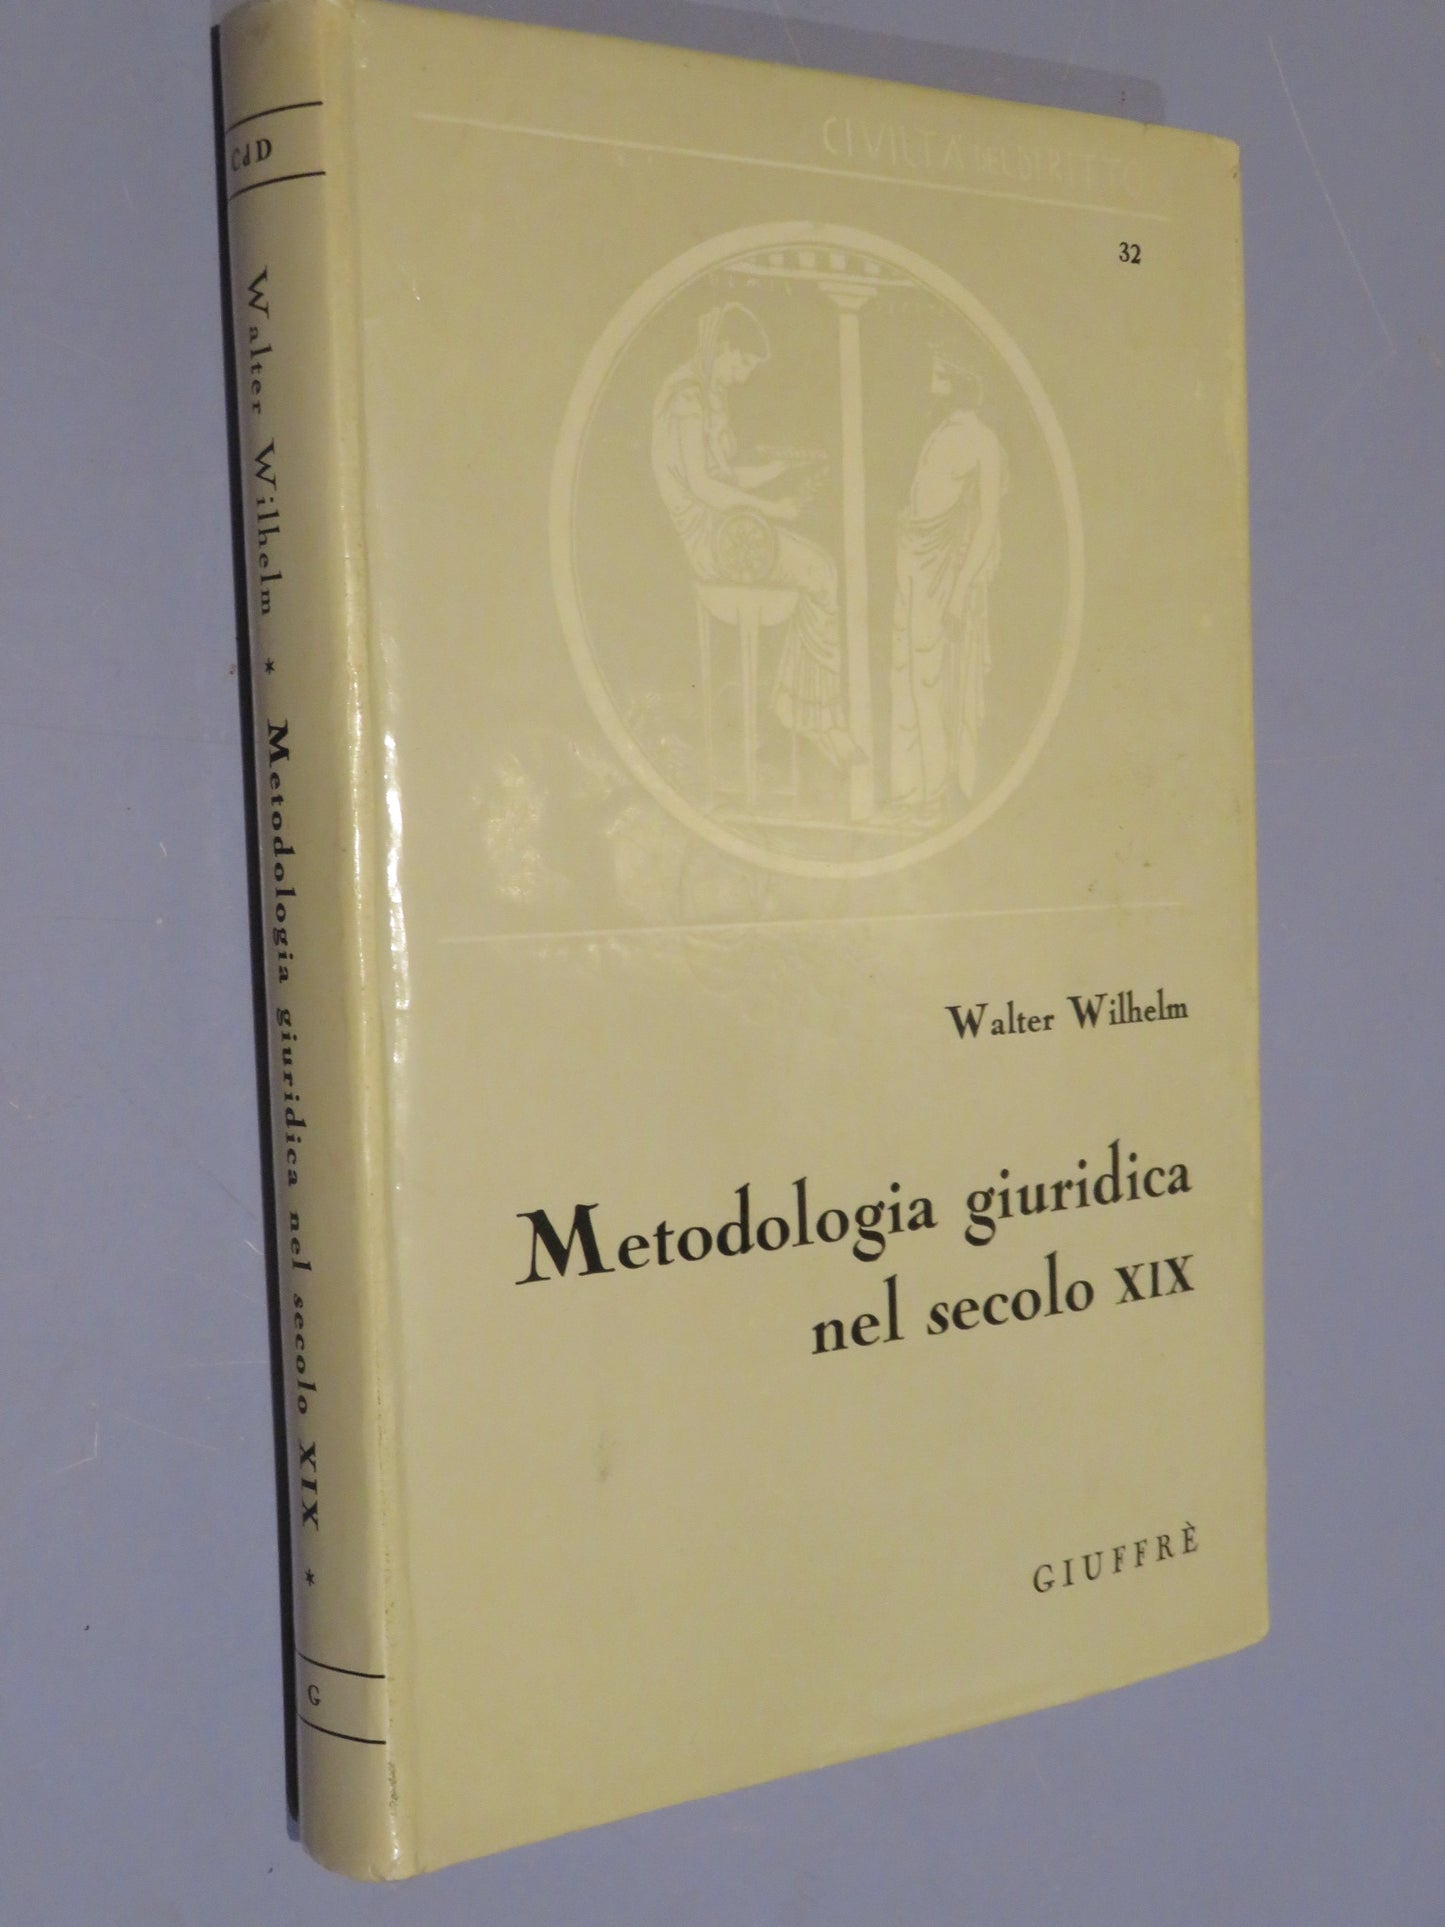 CdD
Walter Wilhelm * Metodologia giuridica nel secolo XIX *
G
CIVILTÀ DEL DIRITTO
32
Walter Wilhelm
Metodologia giuridica
nel secolo XIX
GIUFFRÈ